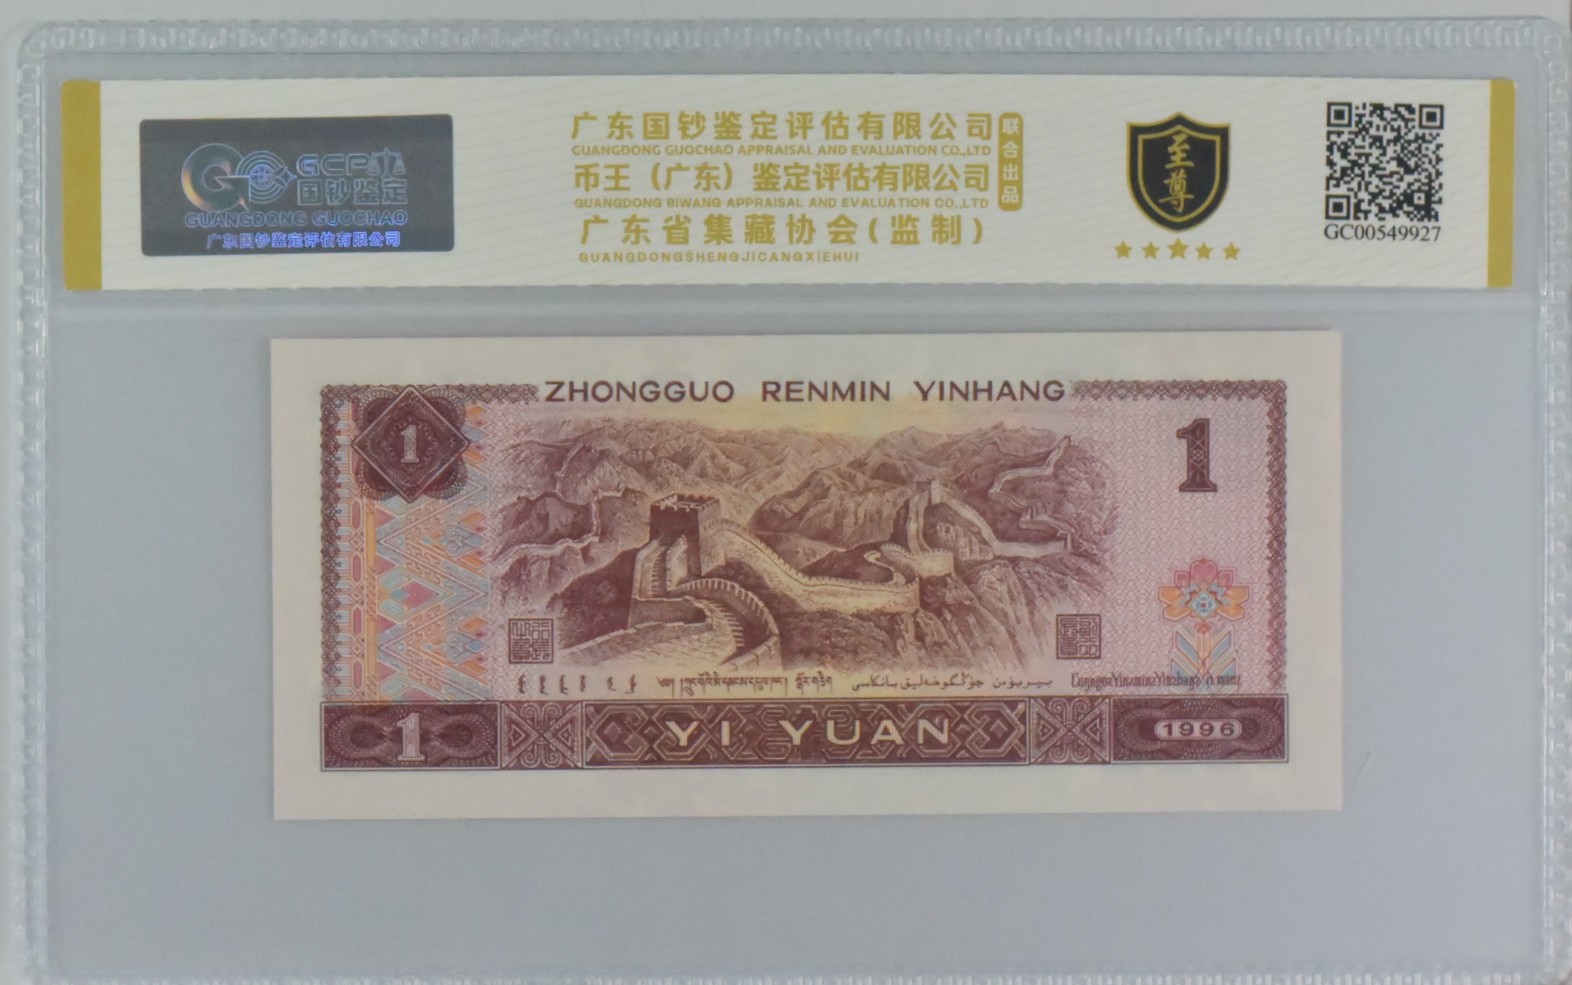 GCP
国钞鉴定
GUANGDONG GUOCHAO
广东国钞鉴定评估有限公司
广东国钞鉴定评估有限公司
GUANGDONG GUOCHAO APPRAISAL AND EVALUATION CO.,LTD
币王（广东）鉴定评估有限公司
GUANGDONG BIWANG APPRAISAL AND EVALUATION CO.,LTD
广东省集藏协会(监制)
GUANGDONGSHENGJICANGXIEHUI
联合出品
至尊
GC00549927
ZHONGGUO RENMIN YINHANG
1
1
1
YI YUAN
1996